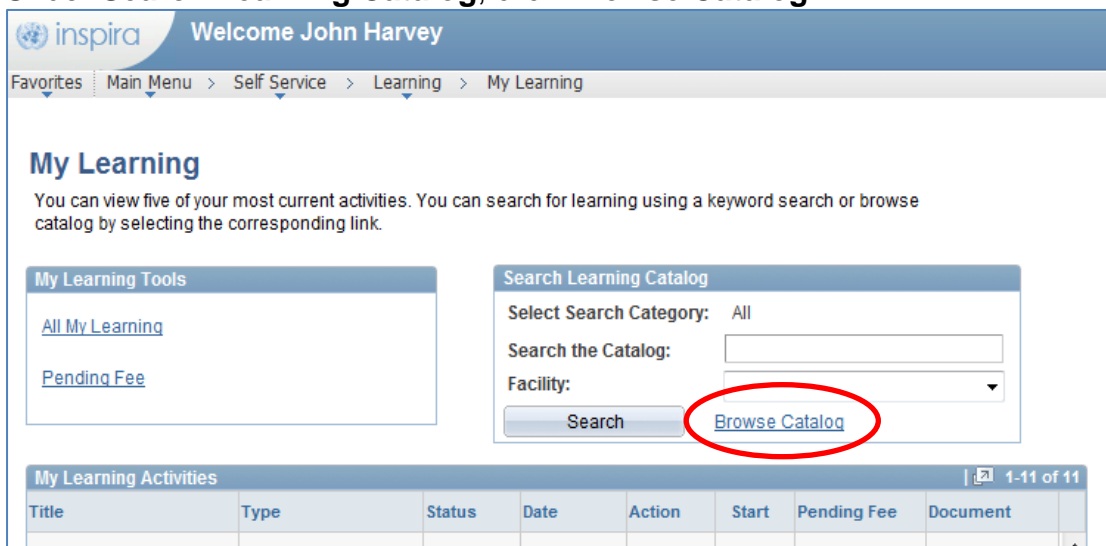 inspira Welcome John Harvey
Favorites Main Menu > Self Service > Learning > My Learning
My Learning
You can view five of your most current activities. You can search for learning using a keyword search or browse
catalog by selecting the corresponding link.
My Learning Tools
All My Learning
Pending Fee
Search Learning Catalog
Select Search Category: All
Search the Catalog:
Facility:
Search Browse Catalog
My Learning Activities 1-11 of 11
Title Type Status Date Action Start Pending Fee Document